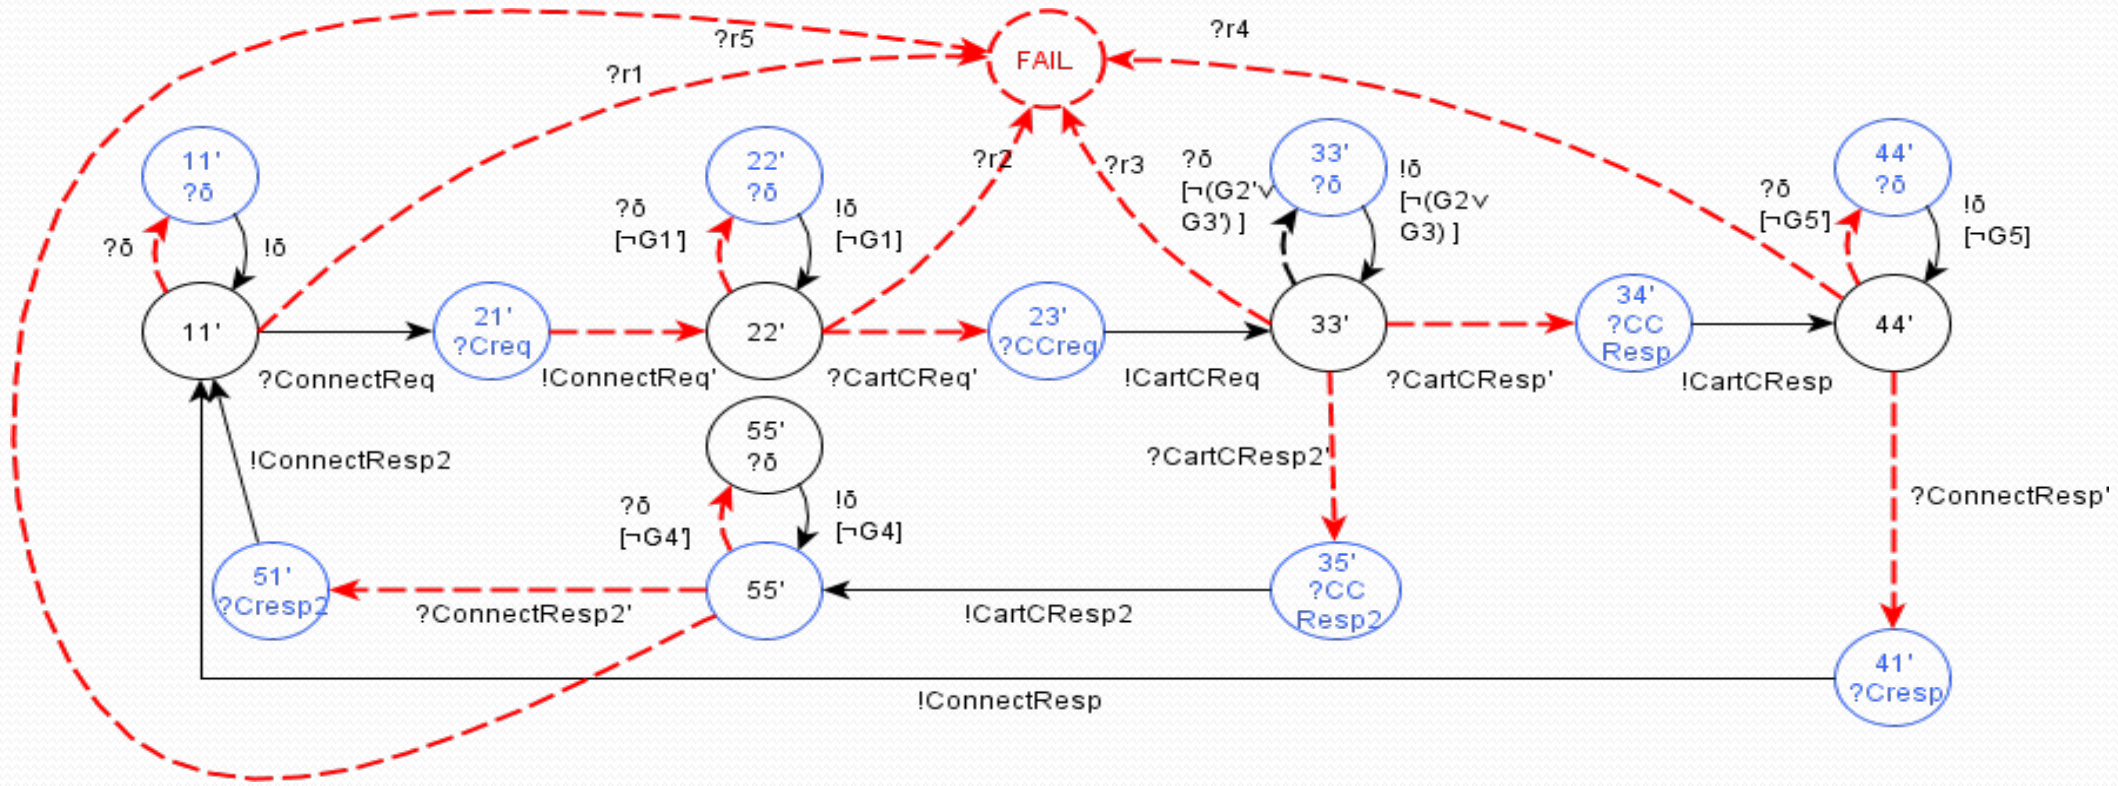 ?r5
?r4
FAIL
?r1
11'
?δ
22'
?δ
?r2
?r3
?δ
[¬(G2'∨
G3') ]
33'
?δ
!δ
[¬(G2∨
G3) ]
44'
?δ
?δ
!δ
?δ
[¬G1']
!δ
[¬G1]
?δ
[¬G5']
!δ
[¬G5]
11'
21'
?Creq
22'
23'
?CCreq
33'
34'
?CC
Resp
44'
?ConnectReq
!ConnectReq'
?CartCReq'
!CartCReq
?CartCResp'
!CartCResp
55'
?δ
!ConnectResp2
?CartCResp2'
?ConnectResp'
?δ
[¬G4']
!δ
[¬G4]
51'
?Cresp2
?ConnectResp2'
55'
!CartCResp2
35'
?CC
Resp2
41'
?Cresp
!ConnectResp